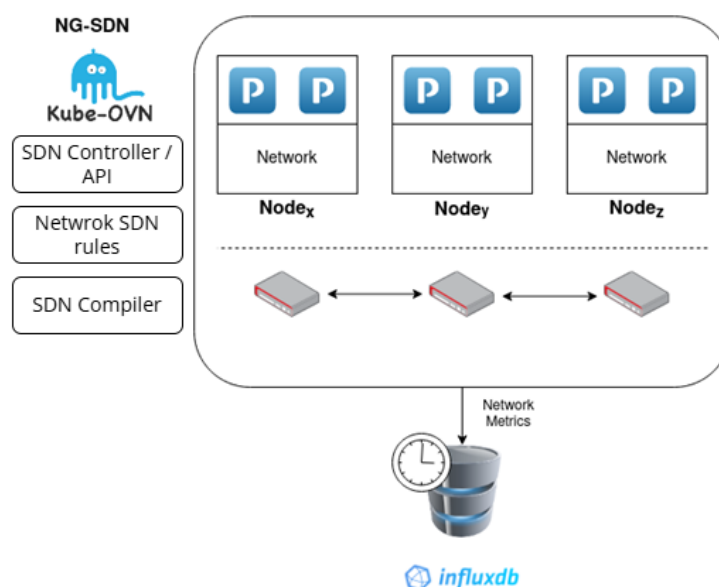 NG-SDN
Kube-OVN
SDN Controller /
API
Netwrok SDN
rules
SDN Compiler
P P P P P P
Network Network Network
Nodex Nodey Nodez
Network
Metrics
influxdb